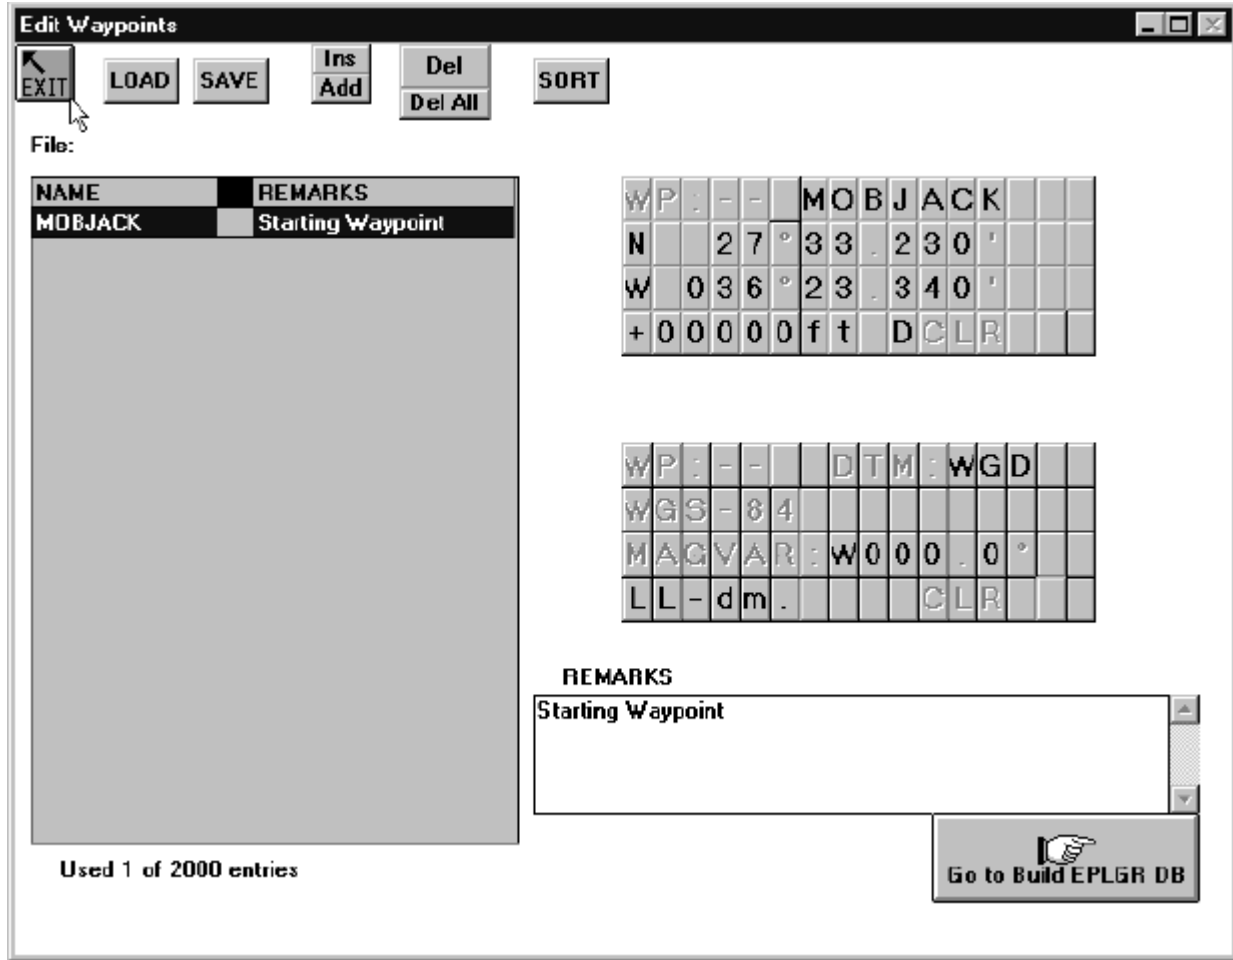 Edit Waypoints
EXIT LOAD SAVE Ins Add Del Del All SORT
File:
NAME REMARKS
MOBJACK Starting Waypoint
WP:-- MOBJACK
N 27°33.230'
W 036°23.340'
+00000ft DCLR
WP:-- DTM:WGD
WGS-84
MAGVAR:W000.0°
LL-dm. CLR
REMARKS
Starting Waypoint
Go to Build EPLGR DB
Used 1 of 2000 entries